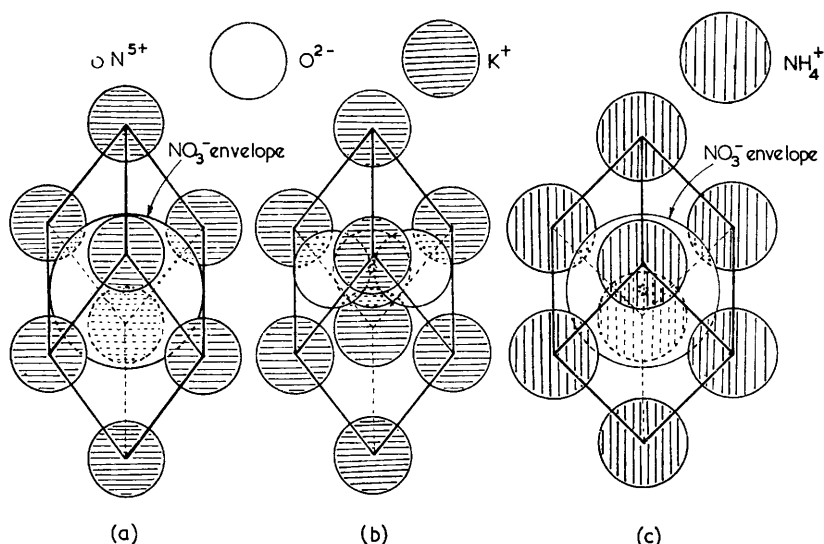 N⁵⁺ O²⁻ K⁺ NH₄⁺
NO₃⁻ envelope NO₃⁻ envelope
(a) (b) (c)